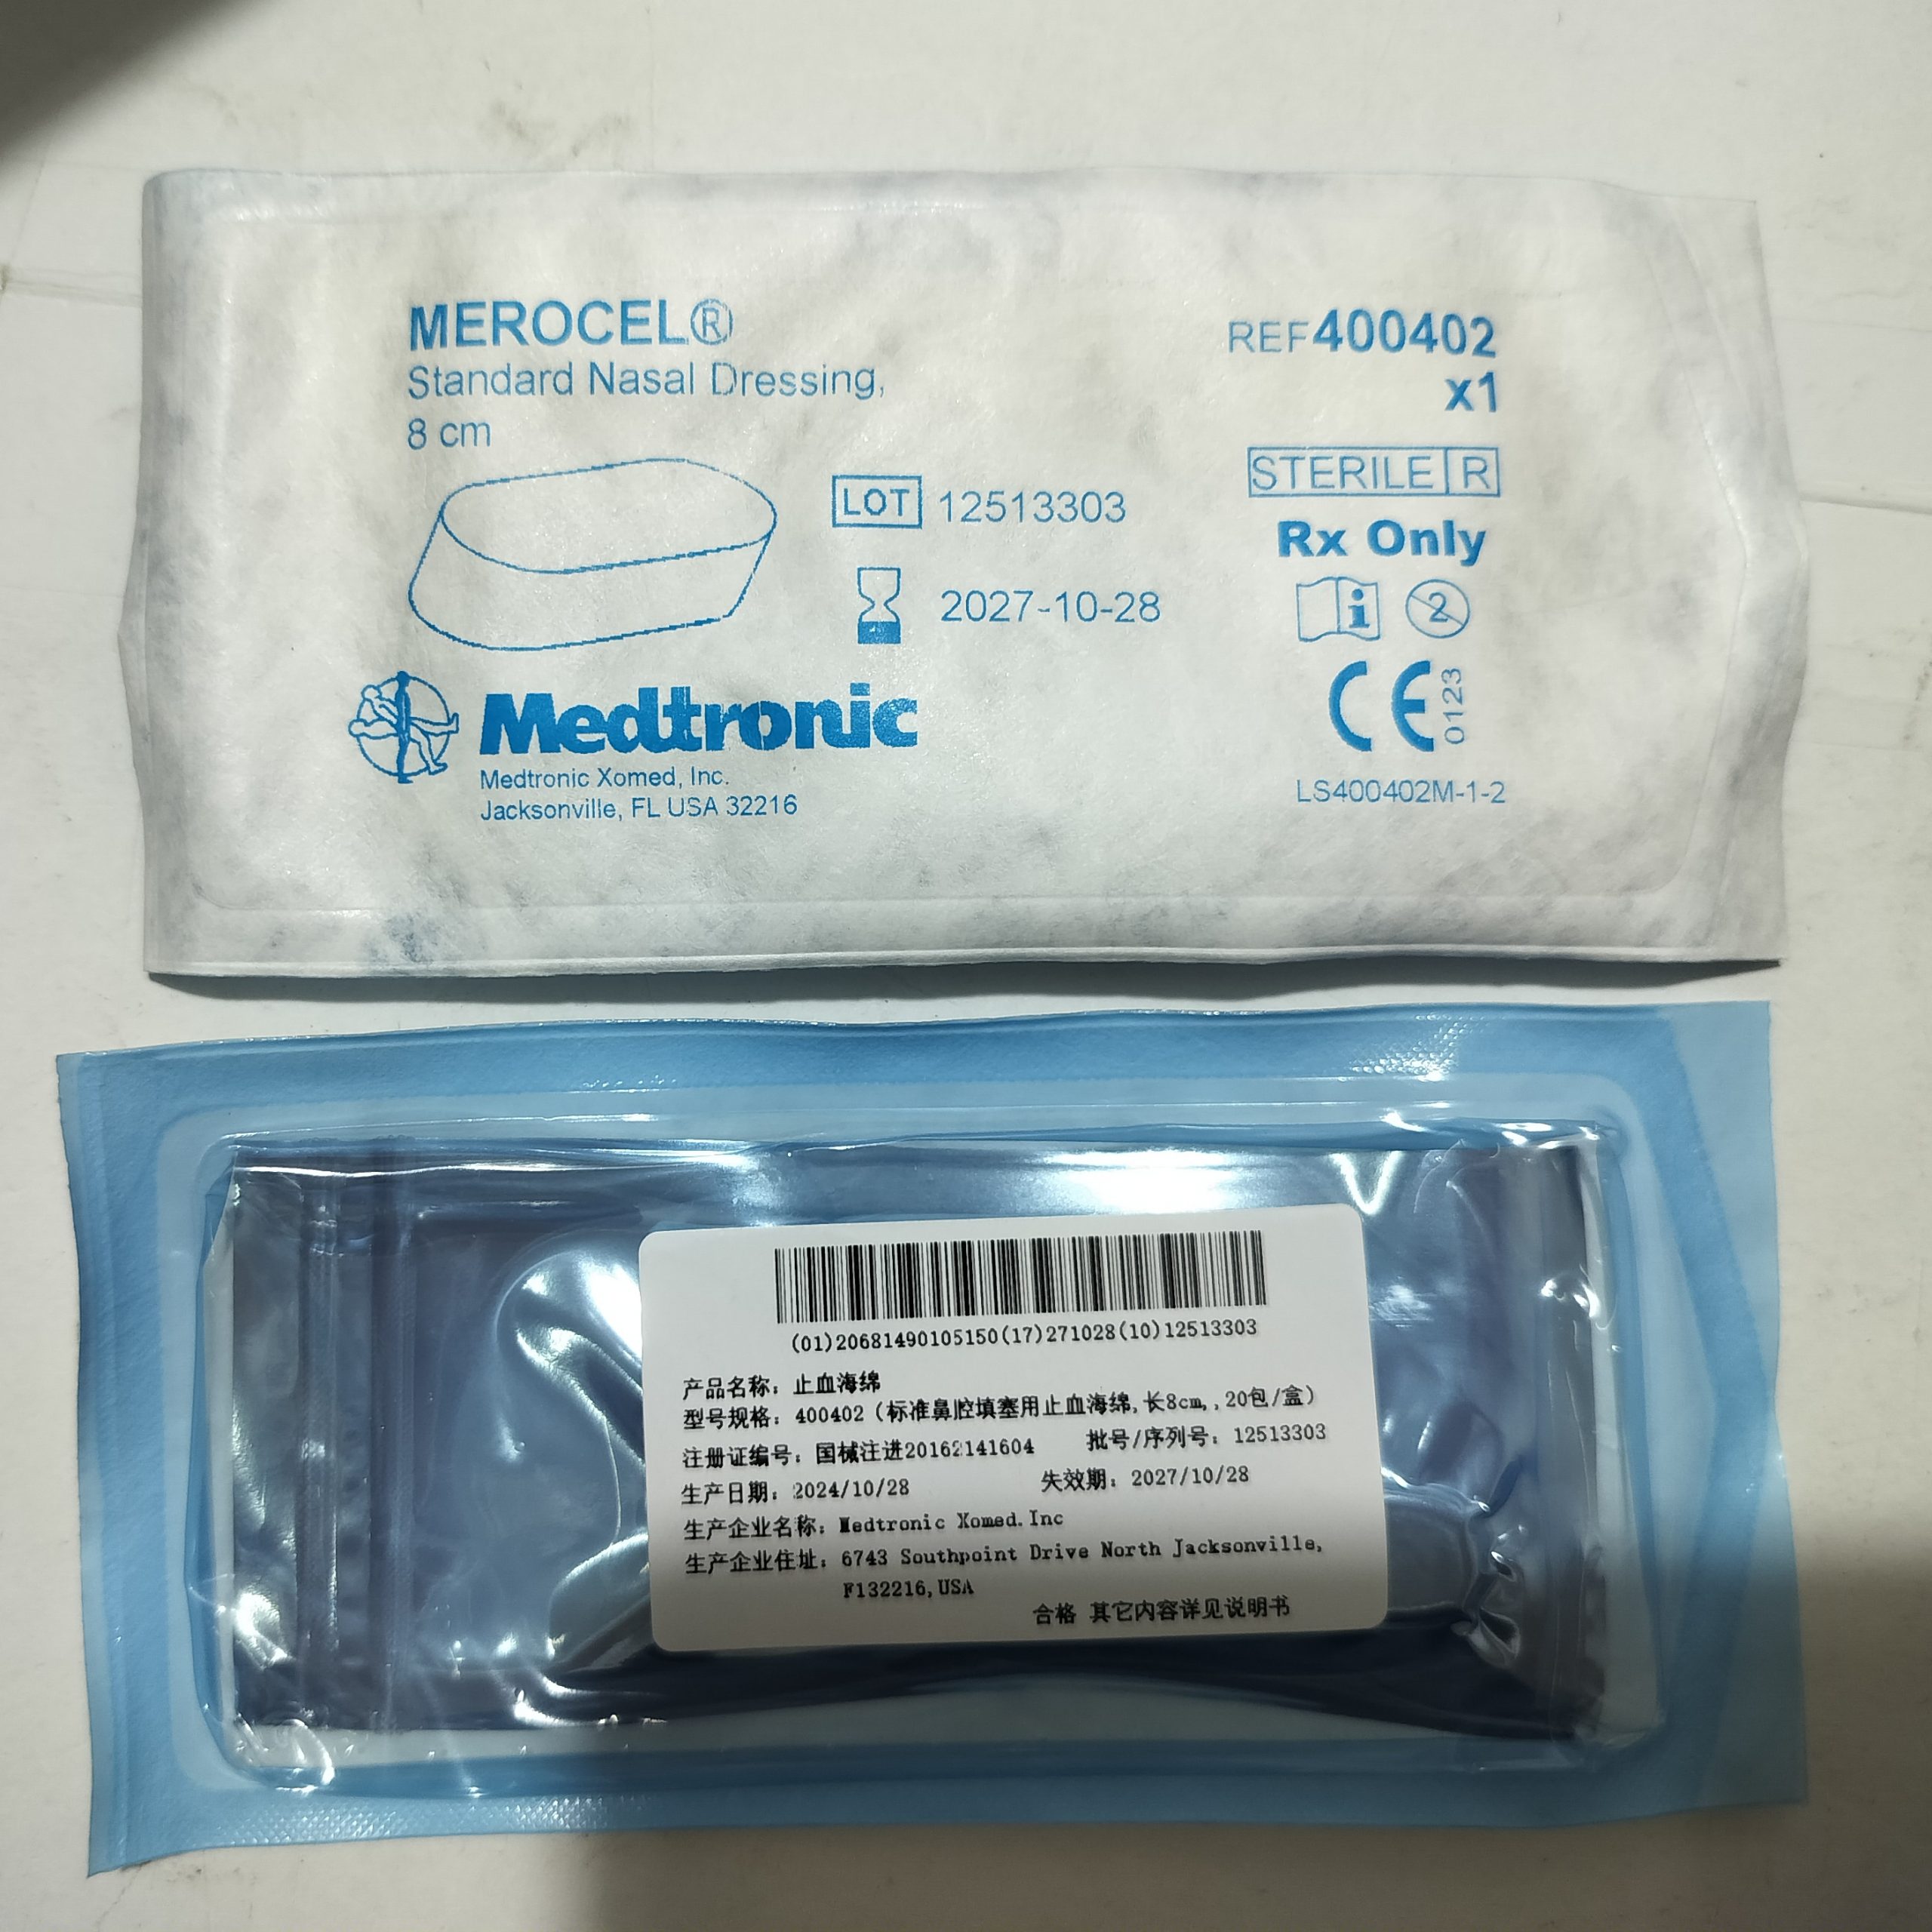 MEROCEL®
Standard Nasal Dressing,
8 cm
REF 400402
x1
LOT 12513303
2027-10-28
STERILE R
Rx Only
i 2
CE 0123
Medtronic
Medtronic Xomed, Inc.
Jacksonville, FL USA 32216
LS400402M-1-2
(01)20681490105150(17)271028(10)12513303
产品名称：止血海绵
型号规格：400402（标准鼻腔填塞用止血海绵,长8cm,,20包/盒）
注册证编号：国械注进20162141604 批号/序列号：12513303
生产日期：2024/10/28 失效期：2027/10/28
生产企业名称：Medtronic Xomed.Inc
生产企业住址：6743 Southpoint Drive North Jacksonville,
Fl32216,USA
合格 其它内容详见说明书